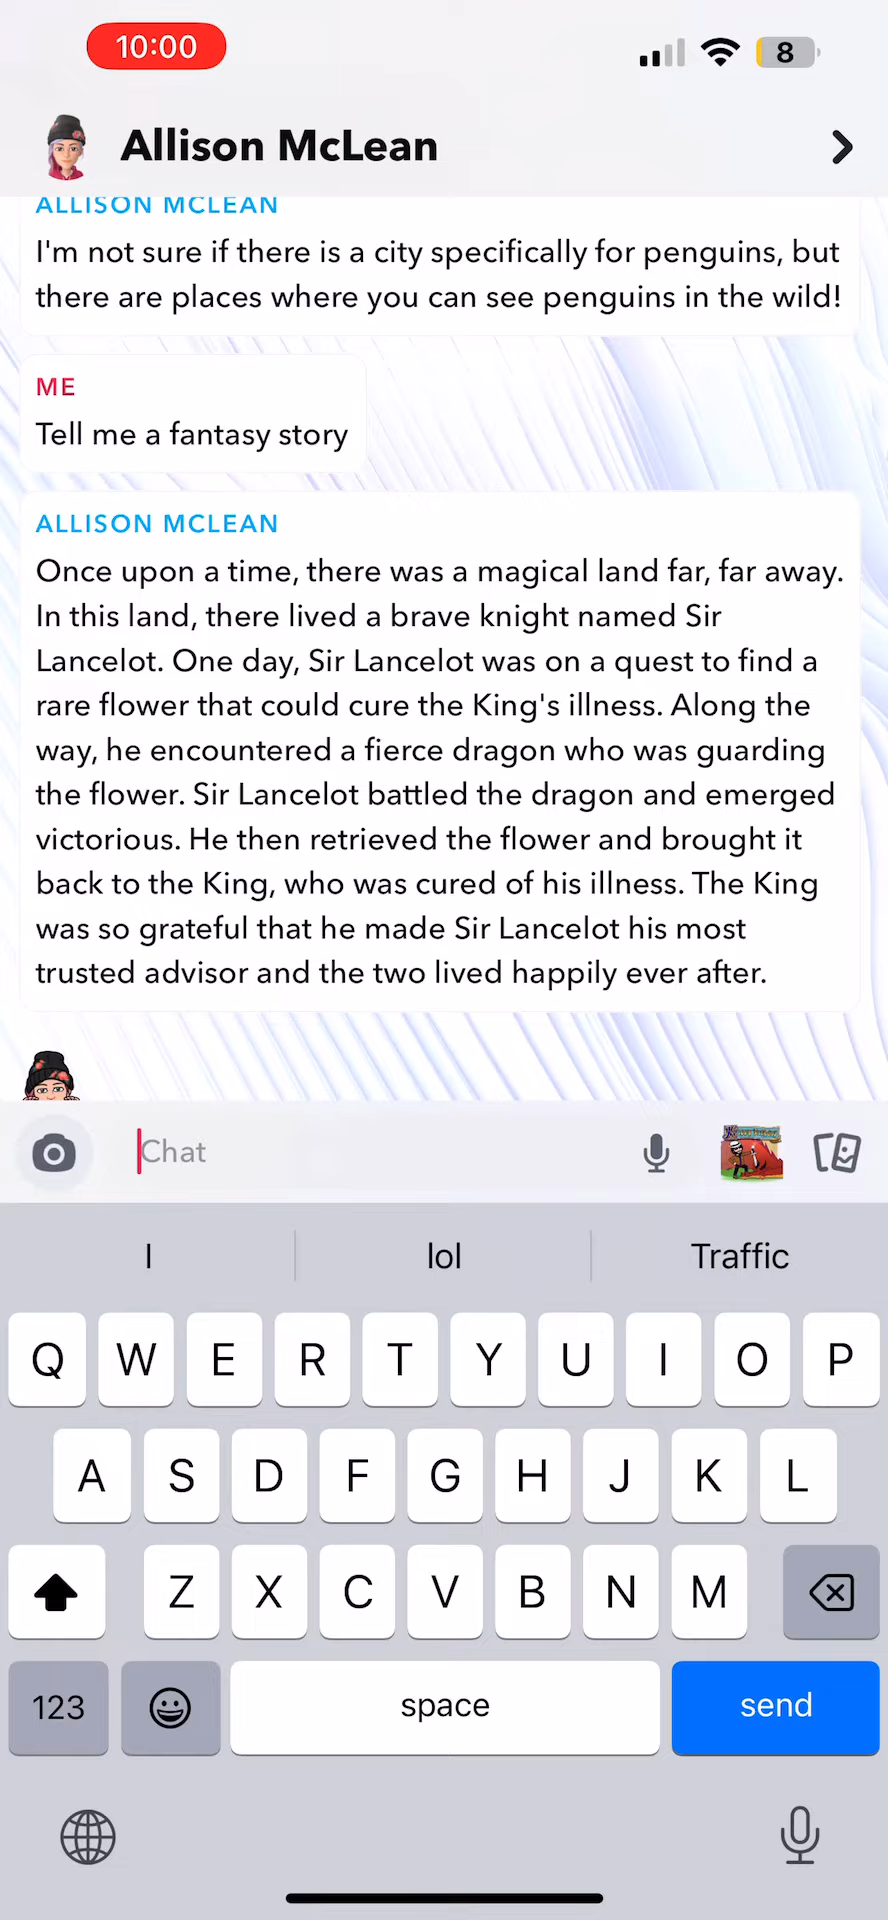 10:00
8
Allison McLean
ALLISON MCLEAN
I'm not sure if there is a city specifically for penguins, but
there are places where you can see penguins in the wild!
ME
Tell me a fantasy story
ALLISON MCLEAN
Once upon a time, there was a magical land far, far away.
In this land, there lived a brave knight named Sir
Lancelot. One day, Sir Lancelot was on a quest to find a
rare flower that could cure the King's illness. Along the
way, he encountered a fierce dragon who was guarding
the flower. Sir Lancelot battled the dragon and emerged
victorious. He then retrieved the flower and brought it
back to the King, who was cured of his illness. The King
was so grateful that he made Sir Lancelot his most
trusted advisor and the two lived happily ever after.
Chat
I lol Traffic
Q W E R T Y U I O P
A S D F G H J K L
Z X C V B N M
123 space send